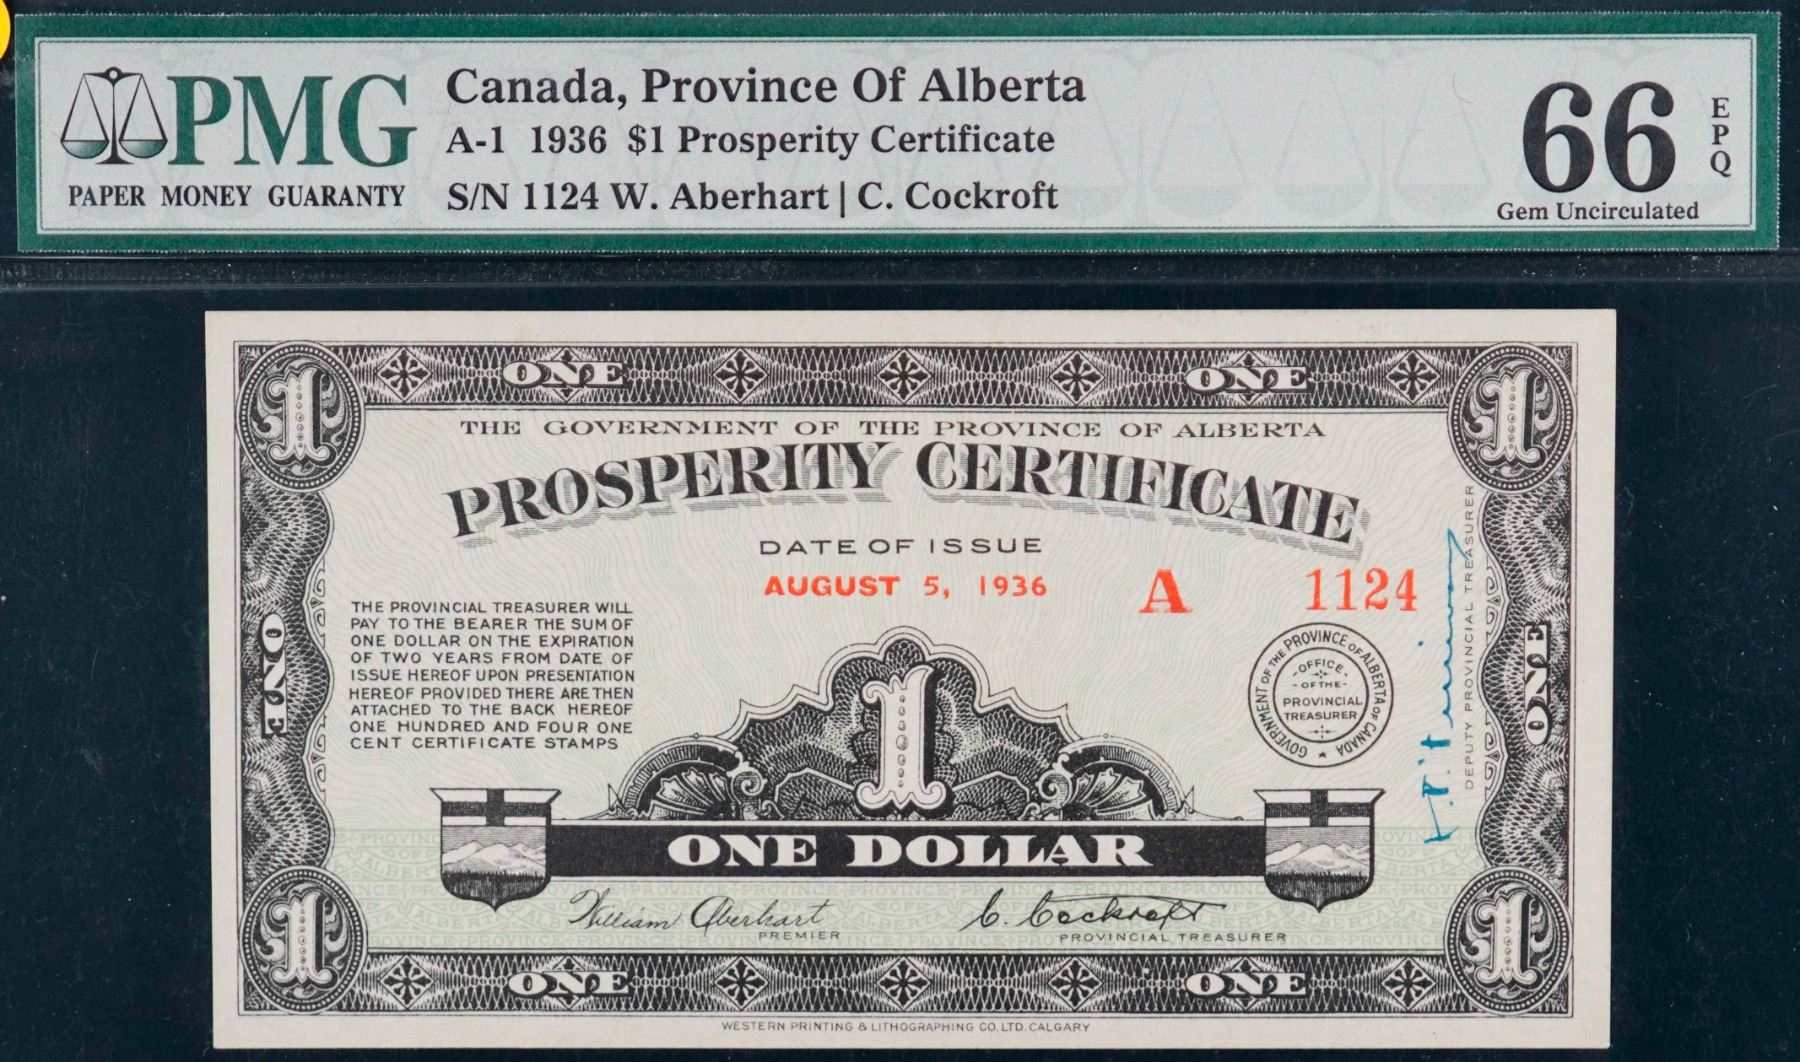 PMG
PAPER MONEY GUARANTY
Canada, Province Of Alberta
A-1 1936 $1 Prosperity Certificate
S/N 1124 W. Aberhart | C. Cockroft
66
EPQ
Gem Uncirculated
1 ONE ONE 1
THE GOVERNMENT OF THE PROVINCE OF ALBERTA
PROSPERITY CERTIFICATE
DATE OF ISSUE
AUGUST 5, 1936
A 1124
THE PROVINCIAL TREASURER WILL
PAY TO THE BEARER THE SUM OF
ONE DOLLAR ON THE EXPIRATION
OF TWO YEARS FROM DATE OF
ISSUE HEREOF UPON PRESENTATION
HEREOF PROVIDED THERE ARE THEN
ATTACHED TO THE BACK HEREOF
ONE HUNDRED AND FOUR ONE
CENT CERTIFICATE STAMPS
ONE
1
GOVERNMENT OF THE PROVINCE OF ALBERTA CANADA
OFFICE
-OF THE-
PROVINCIAL
TREASURER
DEPUTY PROVINCIAL TREASURER
ONE
ONE DOLLAR
William Aberhart
PREMIER
C. Cockroft
PROVINCIAL TREASURER
1 ONE ONE 1
WESTERN PRINTING & LITHOGRAPHING CO. LTD. CALGARY